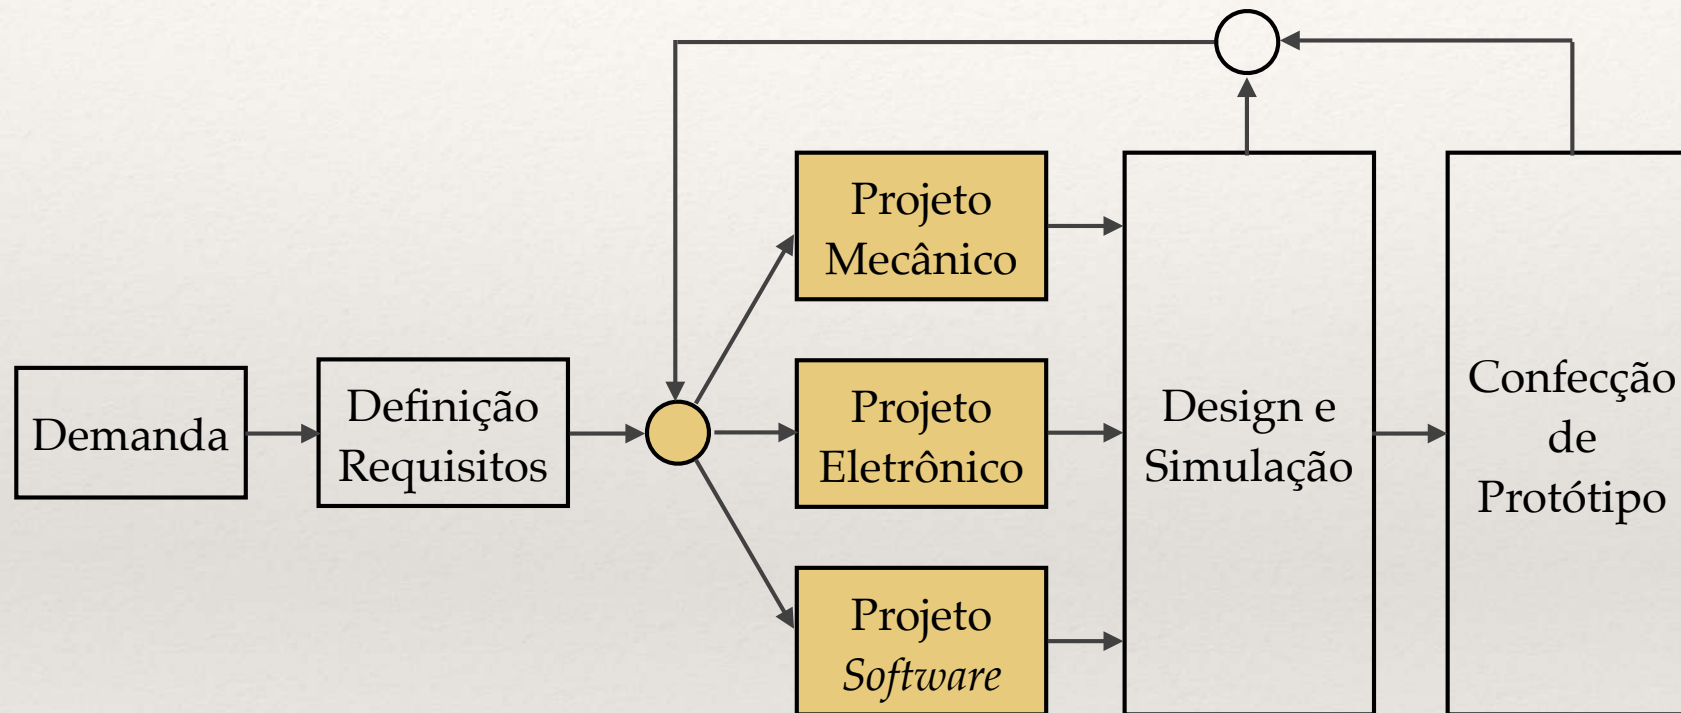 Demanda
Definição
Requisitos
Projeto
Mecânico
Projeto
Eletrônico
Projeto
Software
Design e
Simulação
Confecção
de
Protótipo